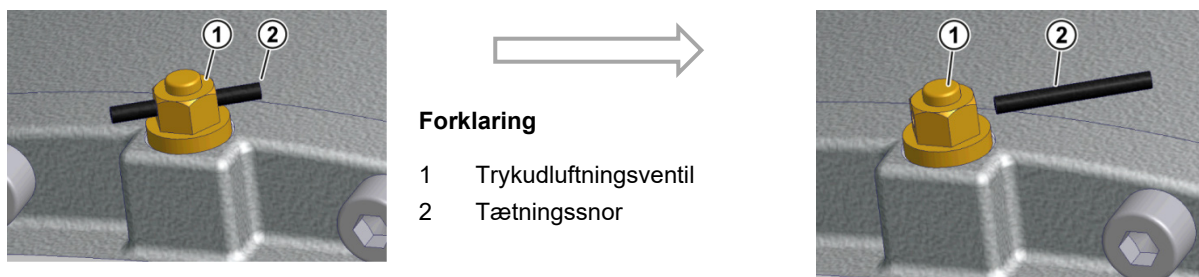 1 2
Forklaring
1 Trykudluftningsventil
2 Tætningssnor
1 2